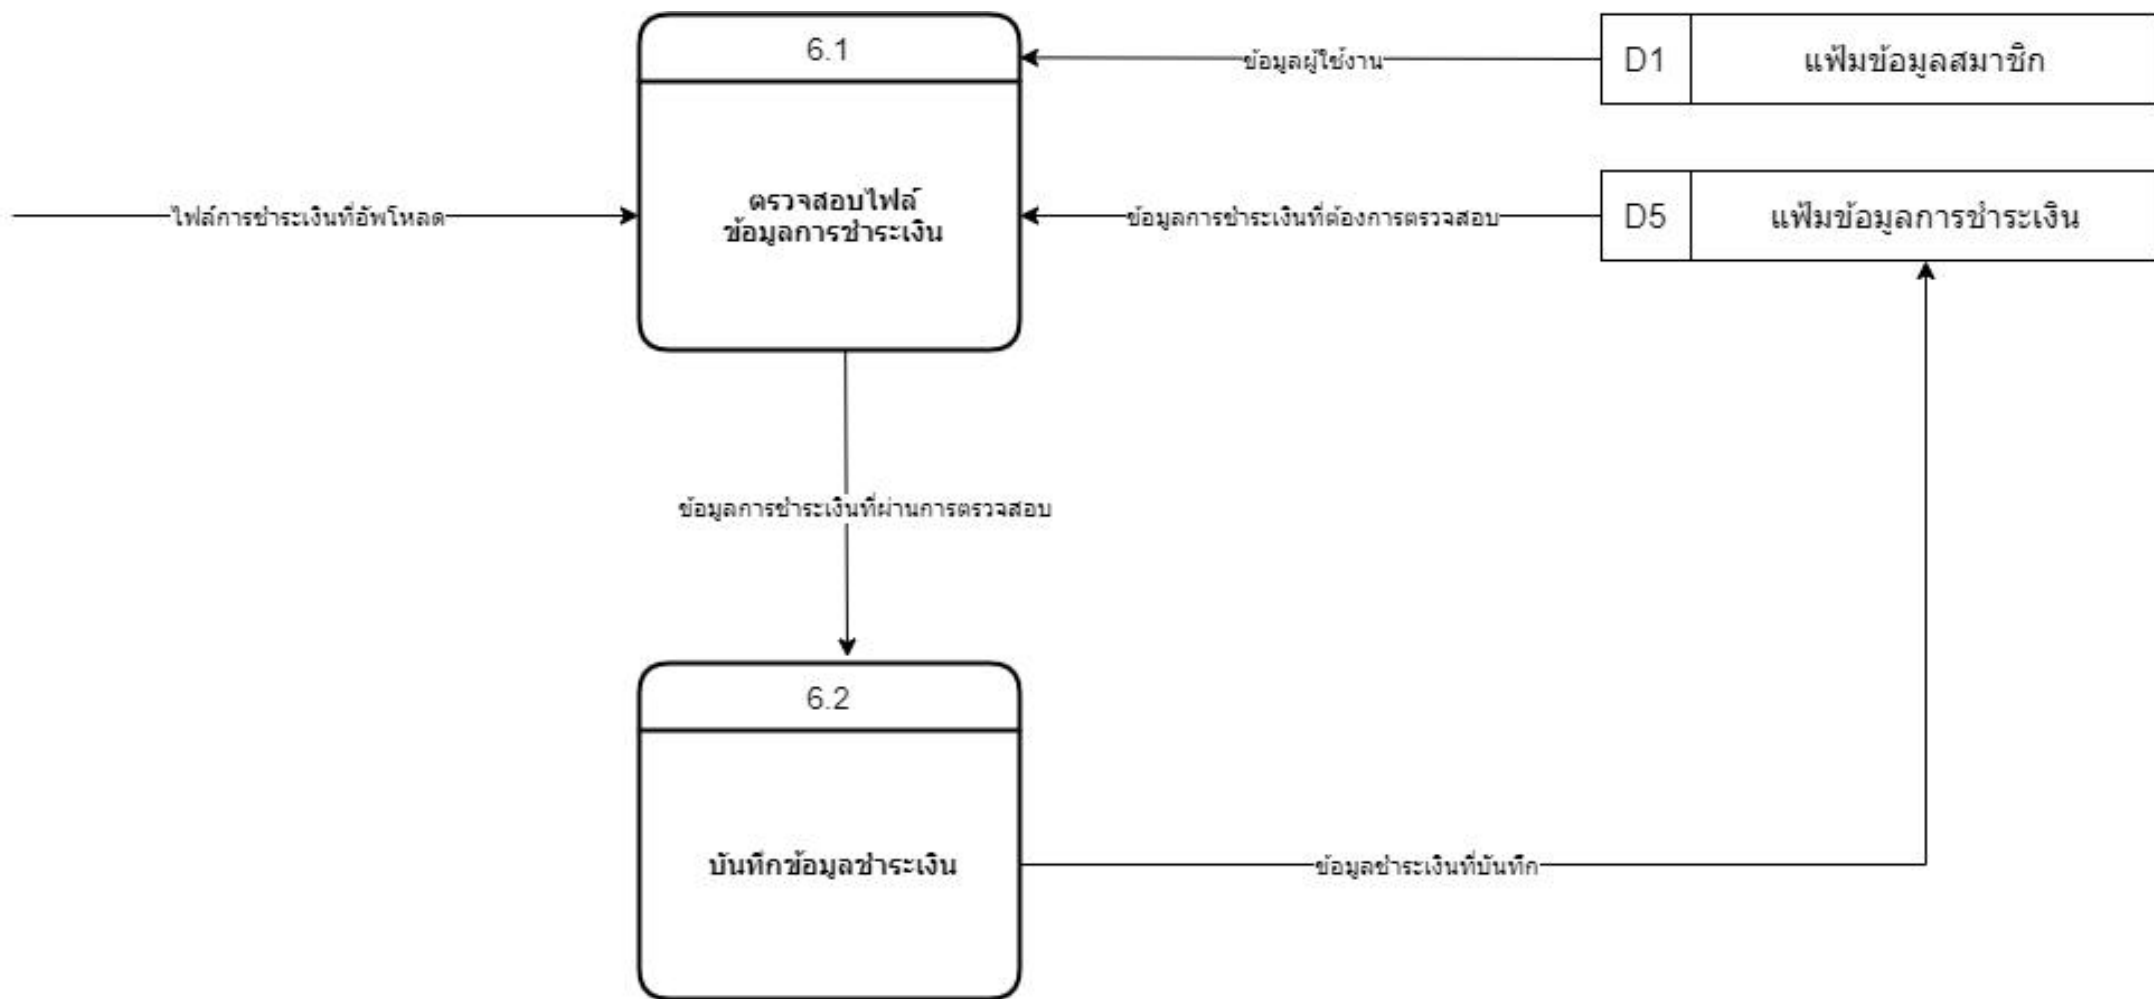 6.1
ข้อมูลผู้ใช้งาน
D1
แฟ้มข้อมูลสมาชิก
ไฟล์การชำระเงินที่อัพโหลด
ตรวจสอบไฟล์
ข้อมูลการชำระเงิน
ข้อมูลการชำระเงินที่ต้องการตรวจสอบ
D5
แฟ้มข้อมูลการชำระเงิน
ข้อมูลการชำระเงินที่ผ่านการตรวจสอบ
6.2
บันทึกข้อมูลชำระเงิน
ข้อมูลชำระเงินที่บันทึก